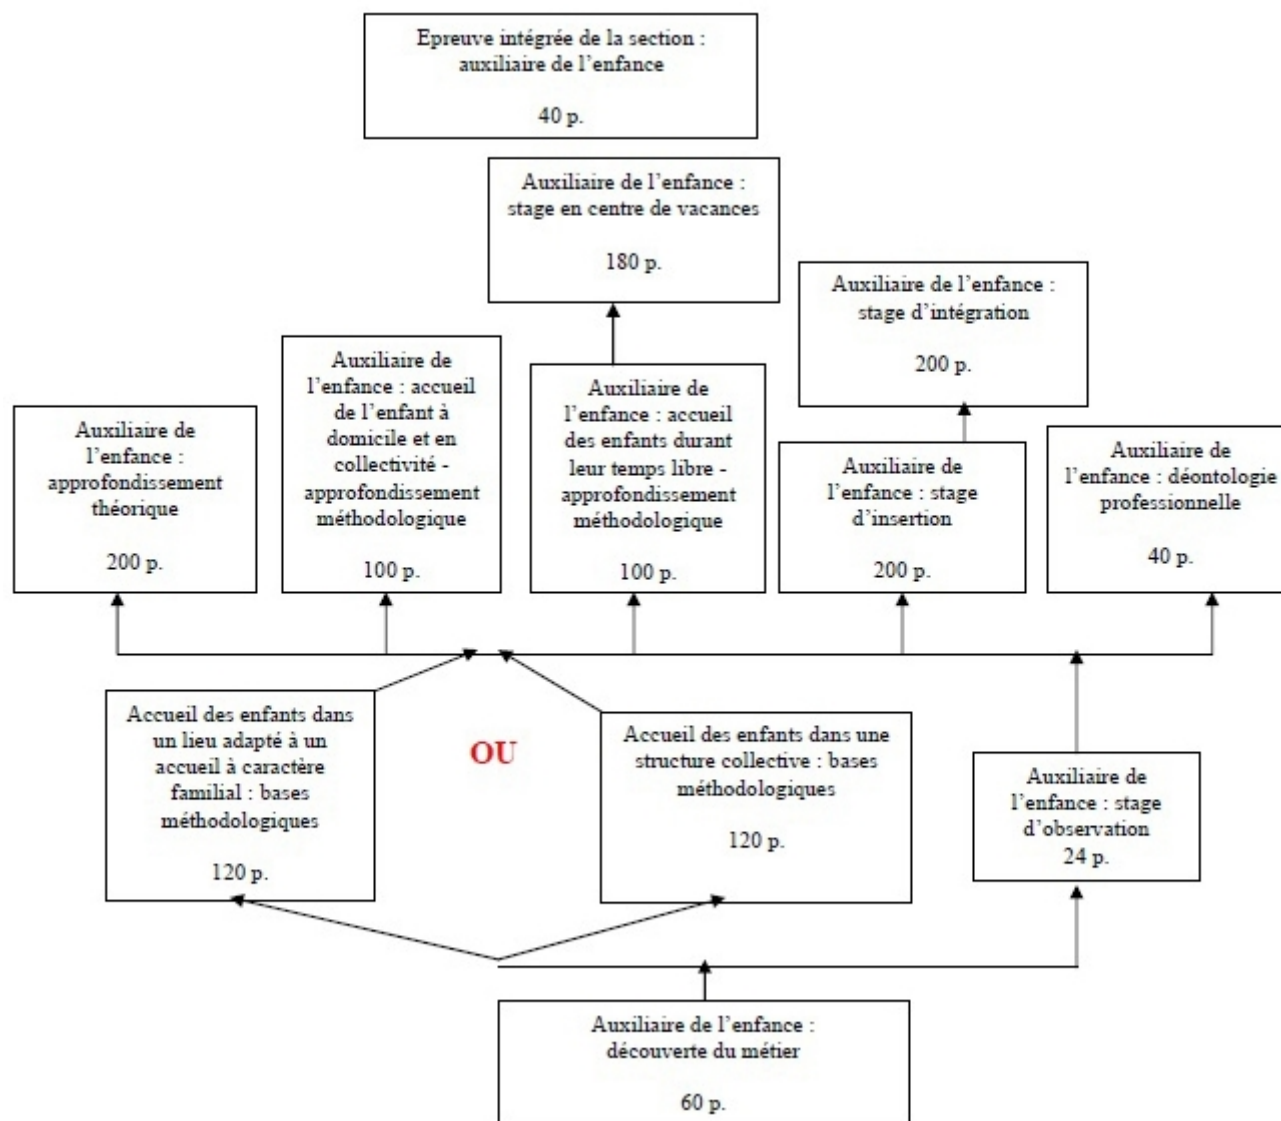 Epreuve intégrée de la section :
auxiliaire de l'enfance
40 p.
Auxiliaire de l'enfance :
stage en centre de vacances
180 p.
Auxiliaire de l'enfance :
stage d'intégration
200 p.
Auxiliaire de
l'enfance :
approfondissement
théorique
200 p.
Auxiliaire de
l'enfance : accueil
de l'enfant à
domicile et en
collectivité -
approfondissement
méthodologique
100 p.
Auxiliaire de
l'enfance : accueil
des enfants durant
leur temps libre -
approfondissement
méthodologique
100 p.
Auxiliaire de
l'enfance : stage
d'insertion
200 p.
Auxiliaire de
l'enfance : déontologie
professionnelle
40 p.
Accueil des enfants dans
un lieu adapté à un
accueil à caractère
familial : bases
méthodologiques
120 p.
OU
Accueil des enfants dans une
structure collective : bases
méthodologiques
120 p.
Auxiliaire de
l'enfance : stage
d'observation
24 p.
Auxiliaire de l'enfance :
découverte du métier
60 p.